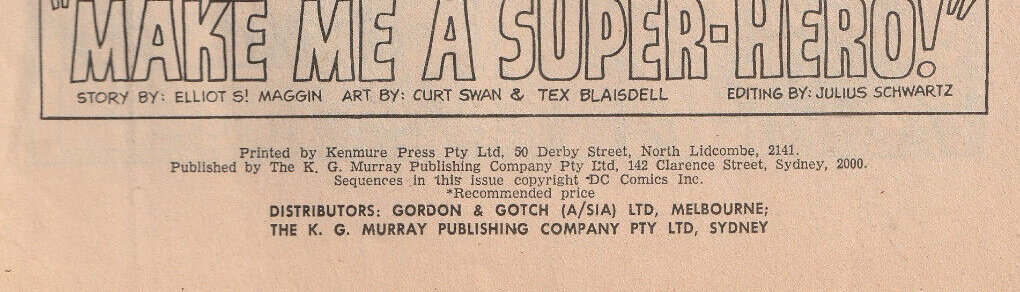 "MAKE ME A SUPER-HERO!"
STORY BY: ELLIOT S! MAGGIN ART BY: CURT SWAN & TEX BLAISDELL EDITING BY: JULIUS SCHWARTZ
Printed by Kenmure Press Pty Ltd, 50 Derby Street, North Lidcombe, 2141.
Published by The K. G. Murray Publishing Company Pty Ltd, 142 Clarence Street, Sydney, 2000.
Sequences in this issue copyright DC Comics Inc.
*Recommended price
DISTRIBUTORS: GORDON & GOTCH (A/SIA) LTD, MELBOURNE;
THE K. G. MURRAY PUBLISHING COMPANY PTY LTD, SYDNEY